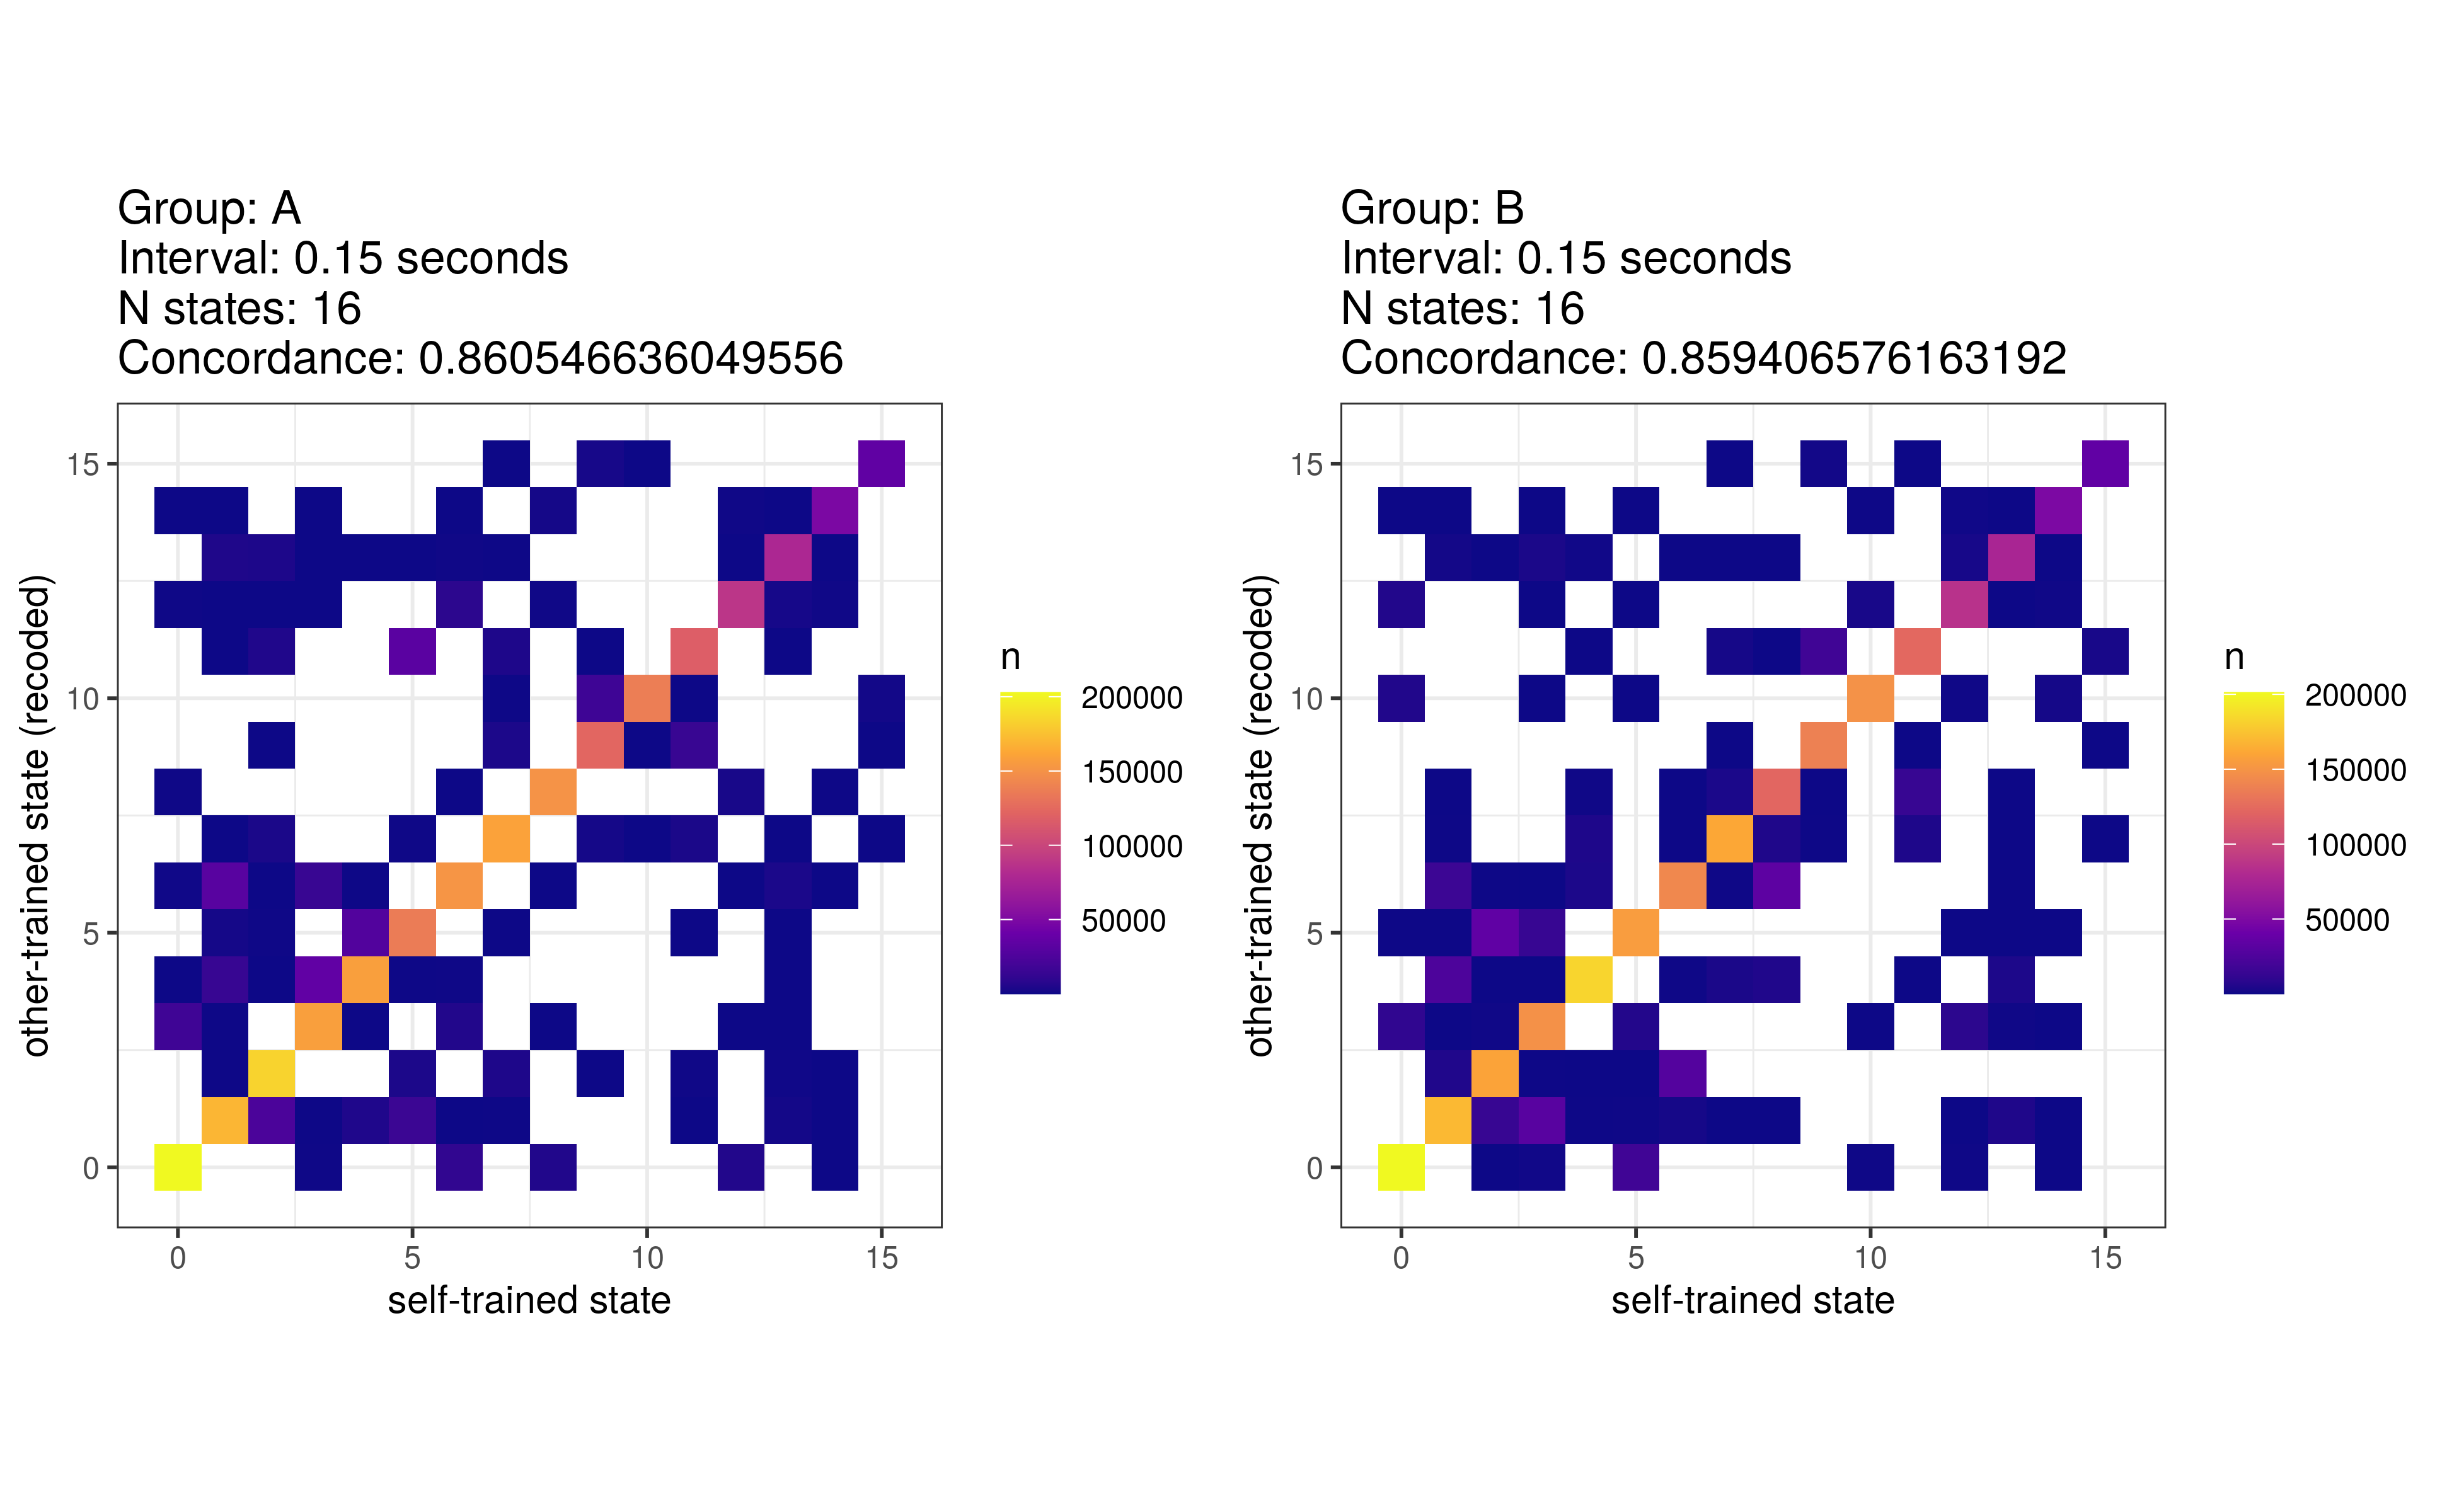 Group: A
Interval: 0.15 seconds
N states: 16
Concordance: 0.860546636049556
other-trained state (recoded)
15
10
5
0
0 5 10 15
self-trained state
n
200000
150000
100000
50000
Group: B
Interval: 0.15 seconds
N states: 16
Concordance: 0.859406576163192
other-trained state (recoded)
15
10
5
0
0 5 10 15
self-trained state
n
200000
150000
100000
50000